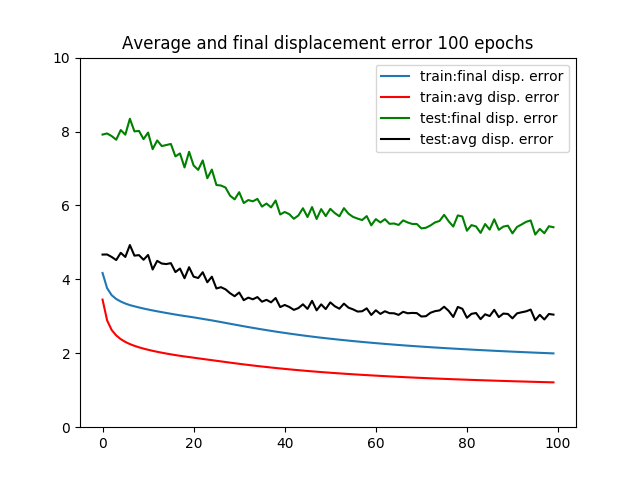 Average and final displacement error 100 epochs
train:final disp. error
train:avg disp. error
test:final disp. error
test:avg disp. error
10
8
6
4
2
0
0 20 40 60 80 100